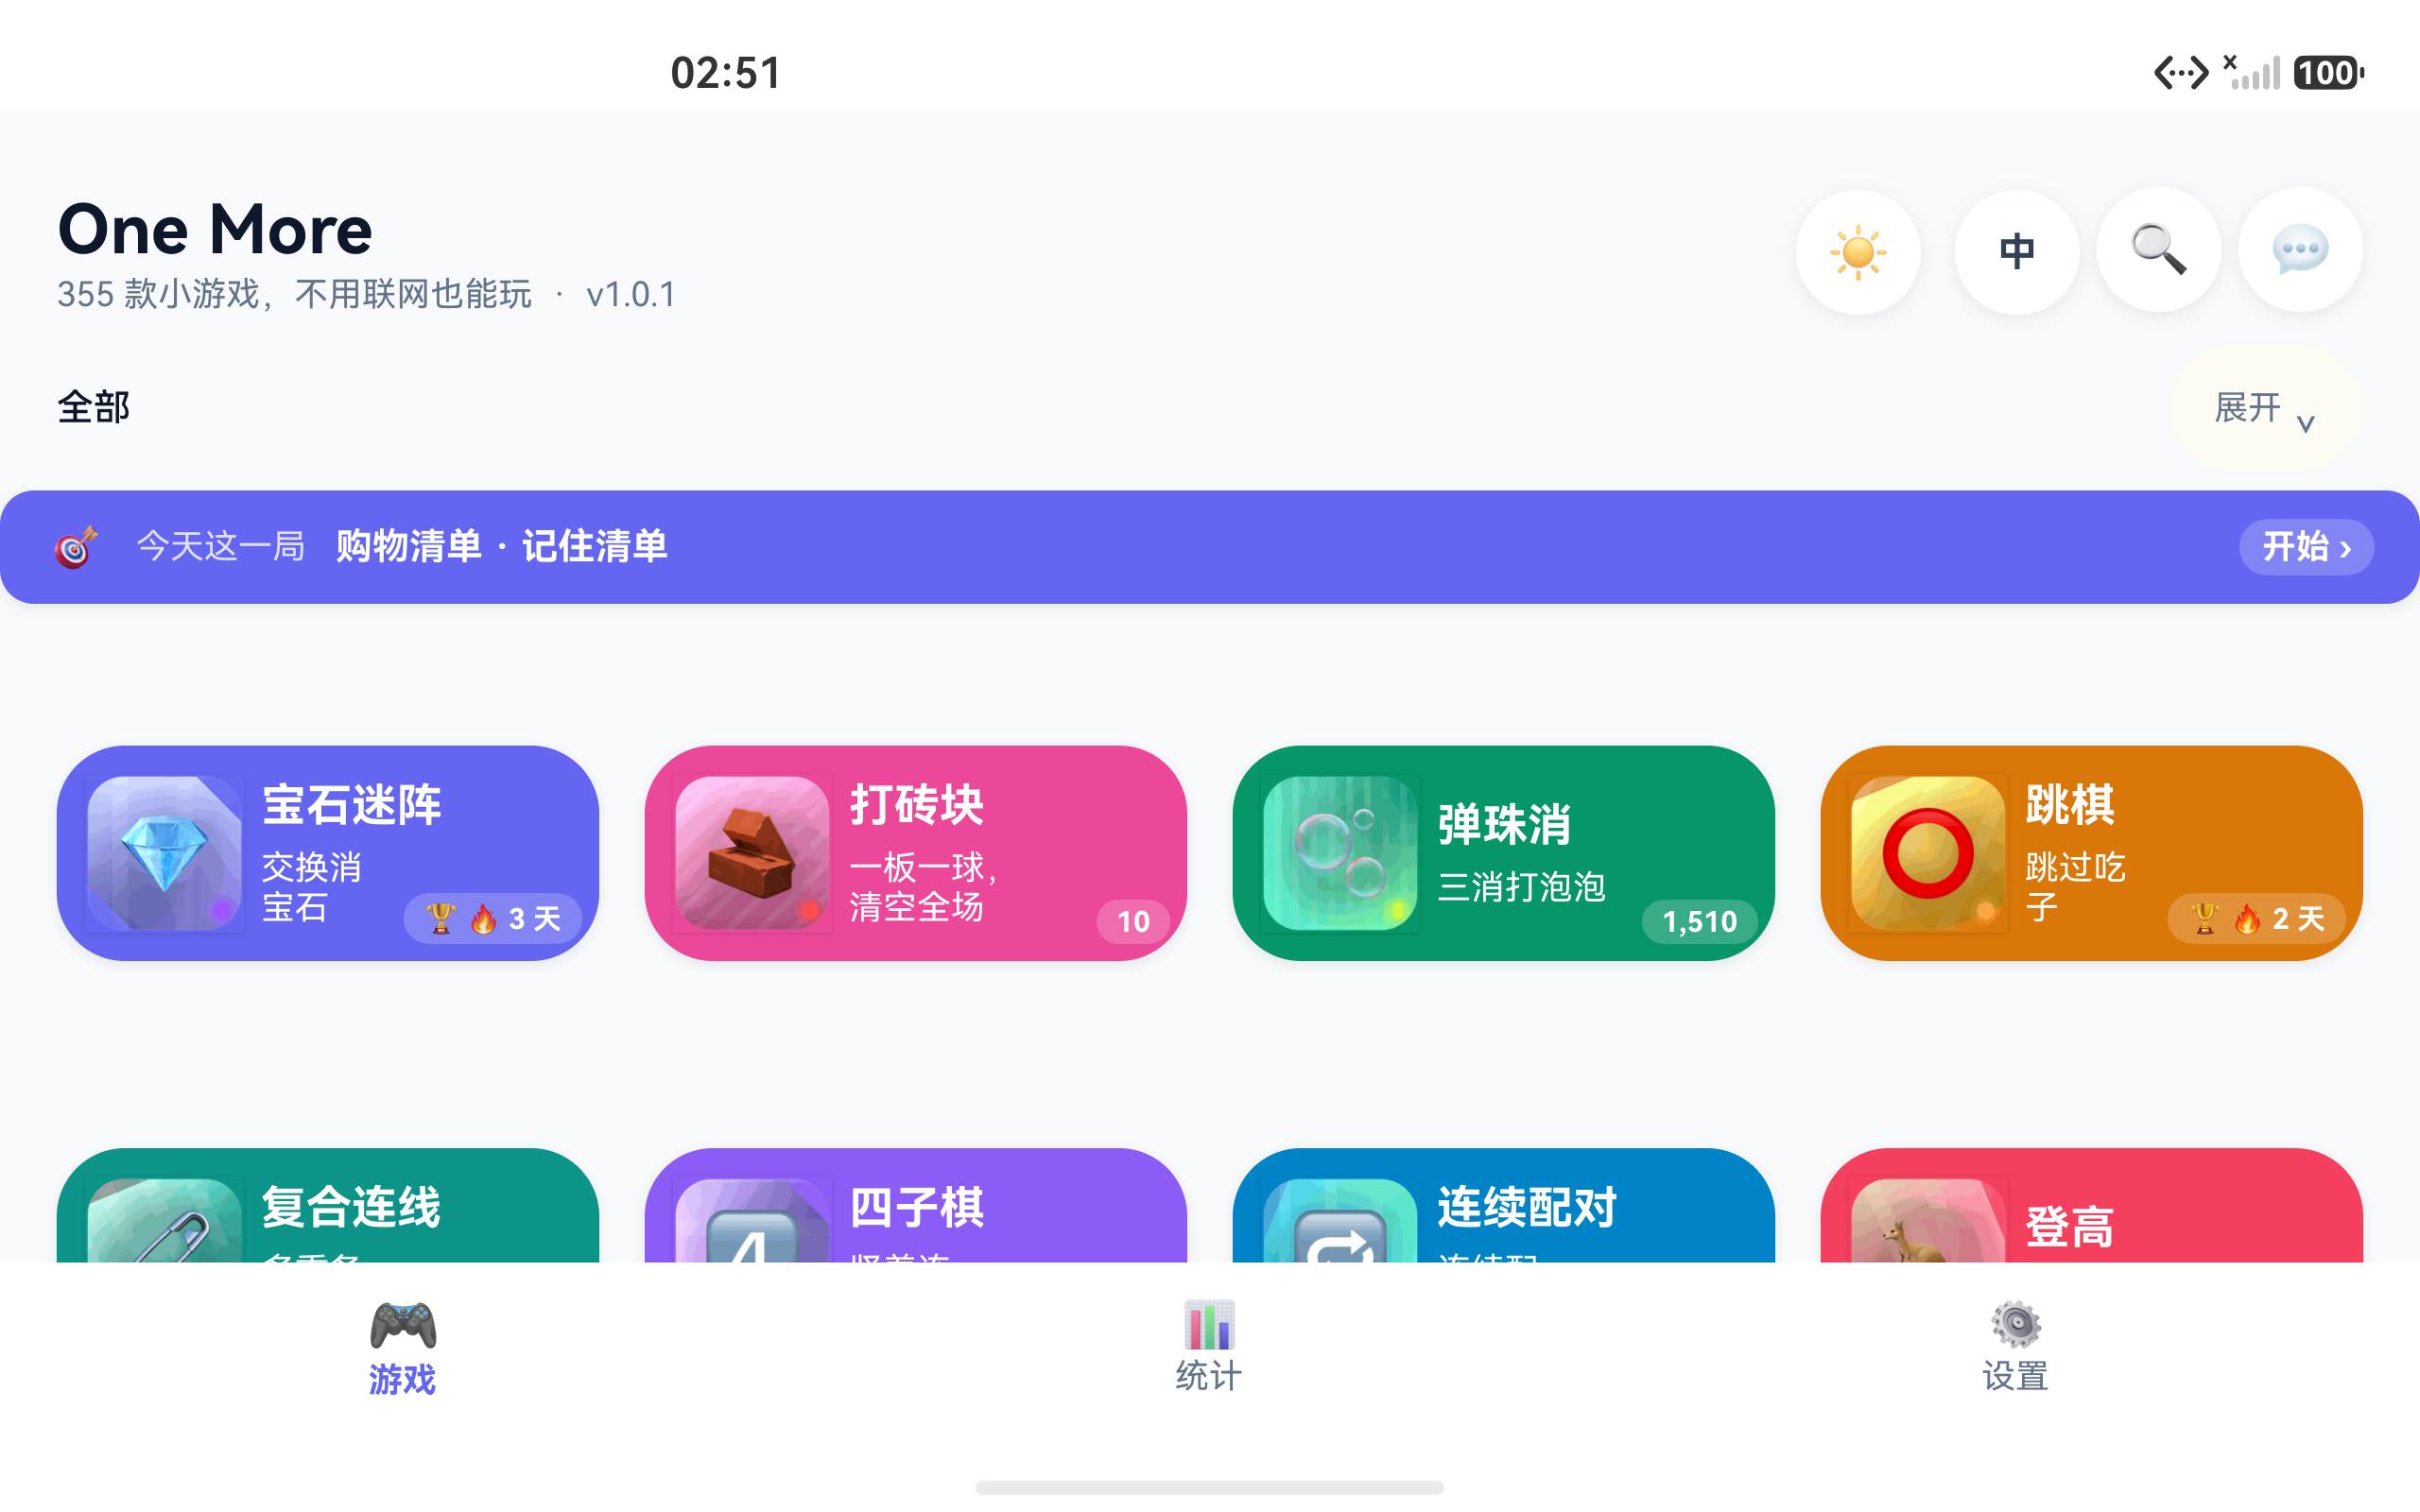 02:51
100
One More
355 款小游戏，不用联网也能玩 · v1.0.1
中
全部
展开
今天这一局 购物清单 · 记住清单
开始 ›
宝石迷阵
交换消
宝石
3 天
打砖块
一板一球，
清空全场
10
弹珠消
三消打泡泡
1,510
跳棋
跳过吃
子
2 天
复合连线
四子棋
4
连续配对
登高
游戏
统计
设置